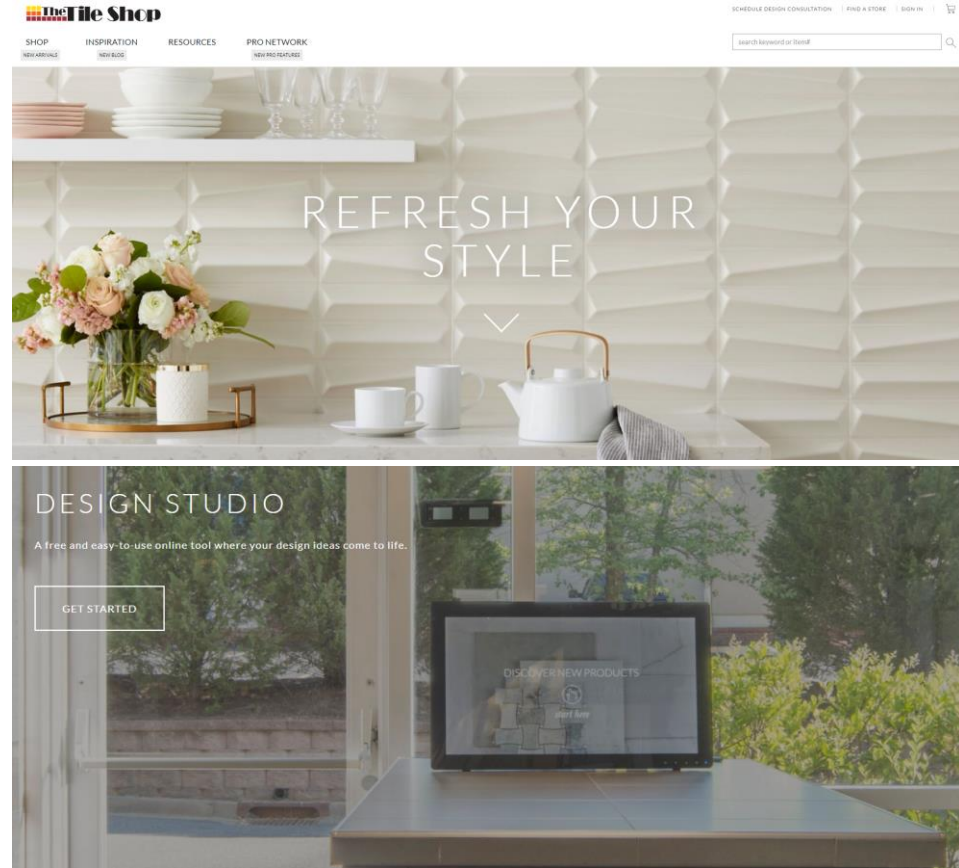 The Tile Shop
SCHEDULE DESIGN CONSULTATION | FIND A STORE | SIGN IN |
SHOP INSPIRATION RESOURCES PRO NETWORK
NEW ARRIVALS NEW BLOG NEW PRO FEATURES
search keyword or item#
REFRESH YOUR
STYLE
DESIGN STUDIO
A free and easy-to-use online tool where your design ideas come to life.
GET STARTED
DISCOVER NEW PRODUCTS
start here